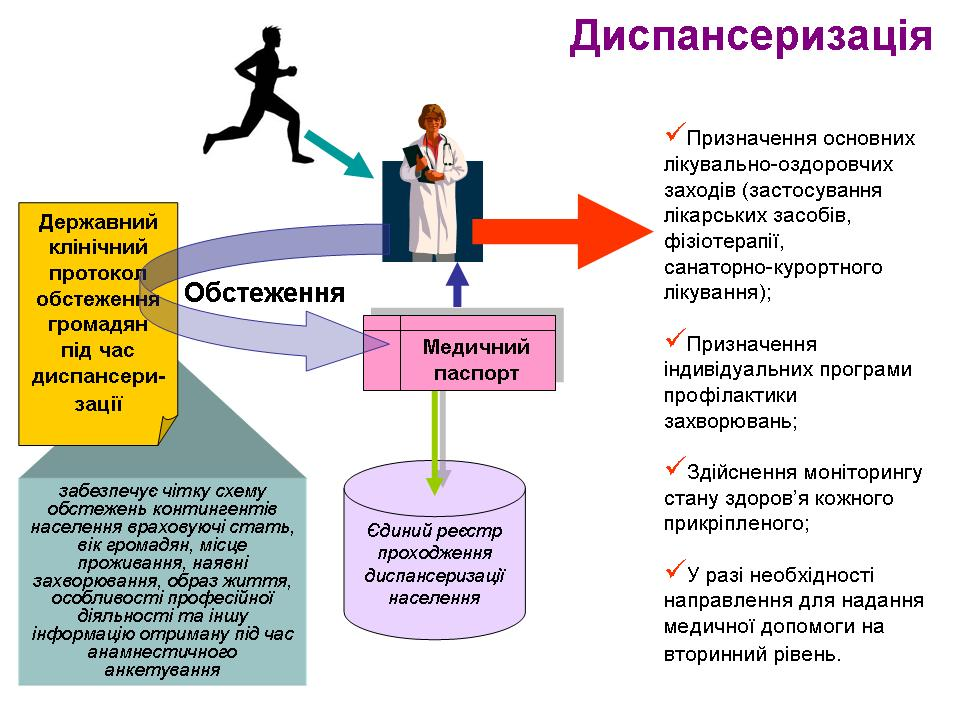 Диспансеризація
Державний
клінічний
протокол
обстеження
громадян
під час
диспансери-
зації
Обстеження
Медичний
паспорт
забезпечує чітку схему
обстежень контингентів
населення враховуючі стать,
вік громадян, місце
проживання, наявні
захворювання, образ життя,
особливості професійної
діяльності та іншу
інформацію отриману під час
анамнестичного
анкетування
Єдиний реєстр
проходження
диспансеризації
населення
✓Призначення основних
лікувально-оздоровчих
заходів (застосування
лікарських засобів,
фізіотерапії,
санаторно-курортного
лікування);
✓Призначення
індивідуальних програми
профілактики
захворювань;
✓Здійснення моніторингу
стану здоров’я кожного
прикріпленого;
✓У разі необхідності
направлення для надання
медичної допомоги на
вторинний рівень.